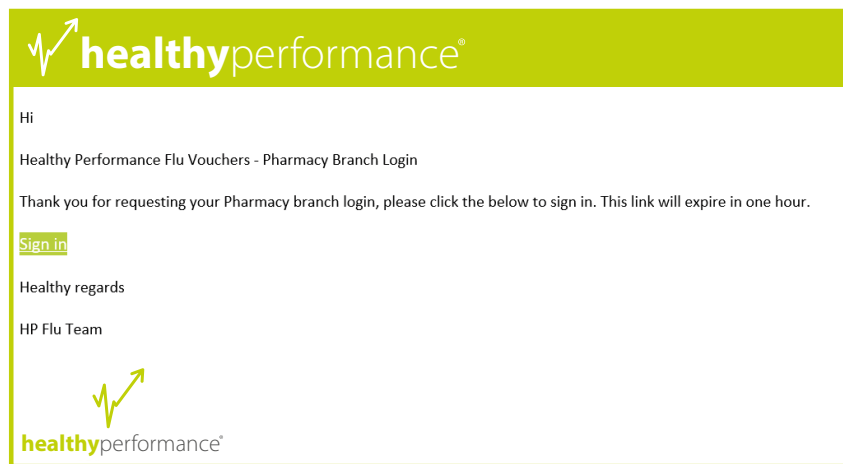 healthyperformance®
Hi
Healthy Performance Flu Vouchers - Pharmacy Branch Login
Thank you for requesting your Pharmacy branch login, please click the below to sign in. This link will expire in one hour.
Sign in
Healthy regards
HP Flu Team
healthyperformance®